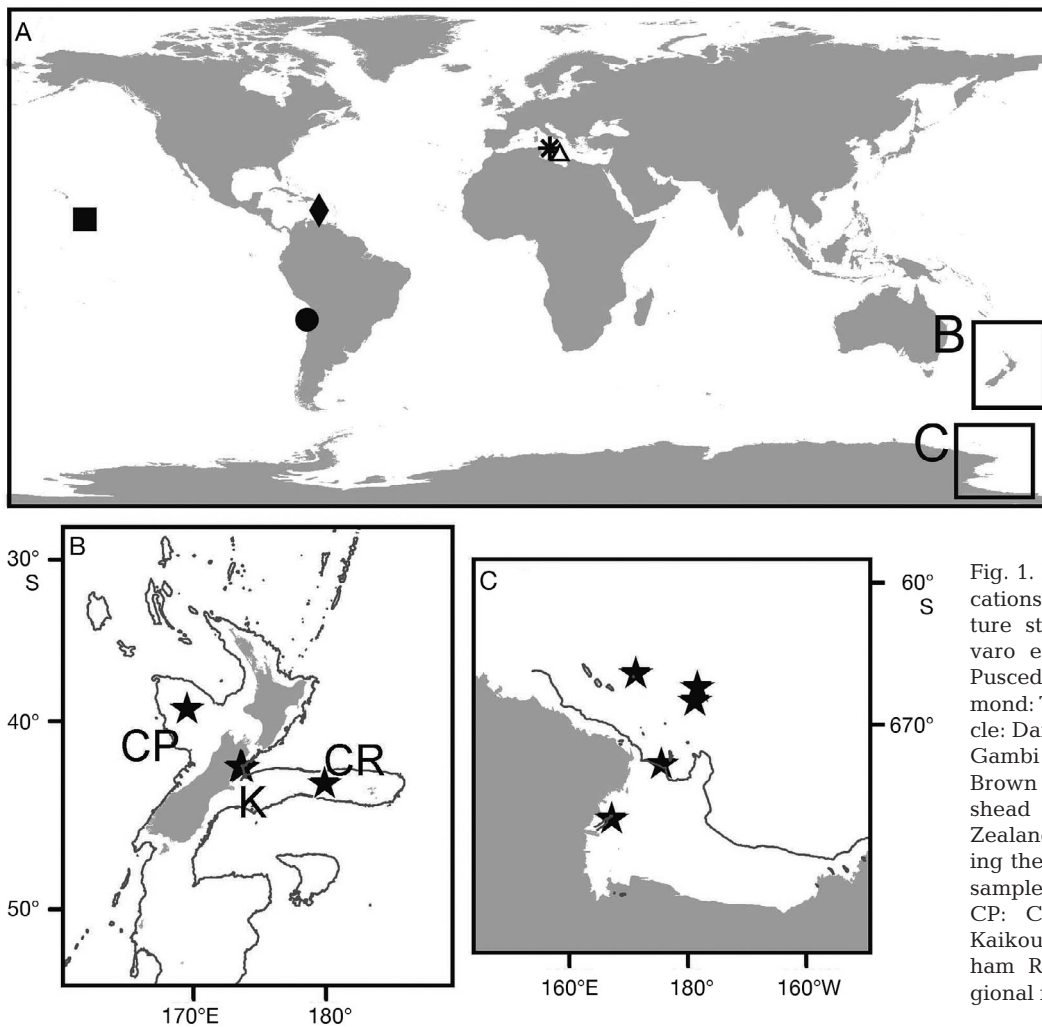 A
B
C
B
30°
S
40°
50°
CP
K
CR
170°E
180°
C
60°
S
670°
160°E
180°
160°W
Fig. 1.
cations
ture st
varo e
Pusced
mond: T
cle: Da
Gambi
Brown
shead
Zealan
ing the
sample
CP: C
Kaikou
ham R
gional r